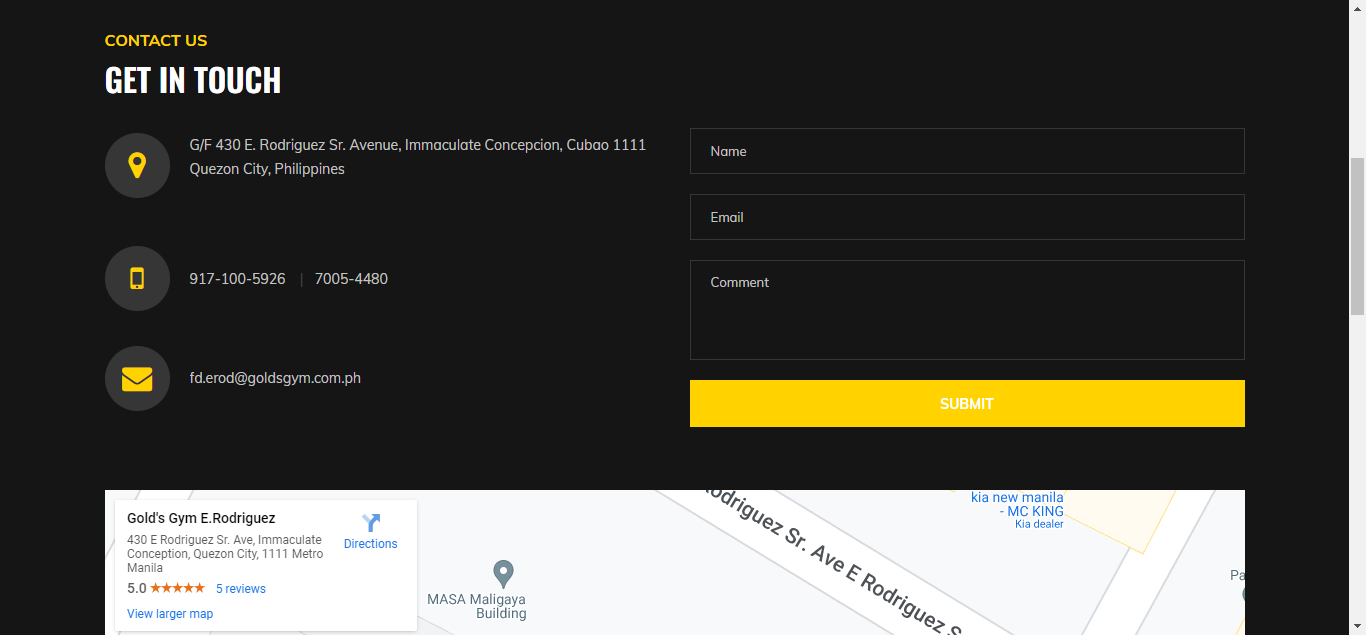 CONTACT US
GET IN TOUCH
G/F 430 E. Rodriguez Sr. Avenue, Immaculate Concepcion, Cubao 1111
Quezon City, Philippines
917-100-5926 | 7005-4480
fd.erod@goldsgym.com.ph
Name
Email
Comment
SUBMIT
Gold's Gym E.Rodriguez
430 E Rodriguez Sr. Ave, Immaculate
Conception, Quezon City, 1111 Metro
Manila
5.0 ★★★★★ 5 reviews
View larger map
Directions
MASA Maligaya
Building
Rodriguez Sr. Ave
E Rodriguez S
kia new manila
- MC KING
Kia dealer
Pa